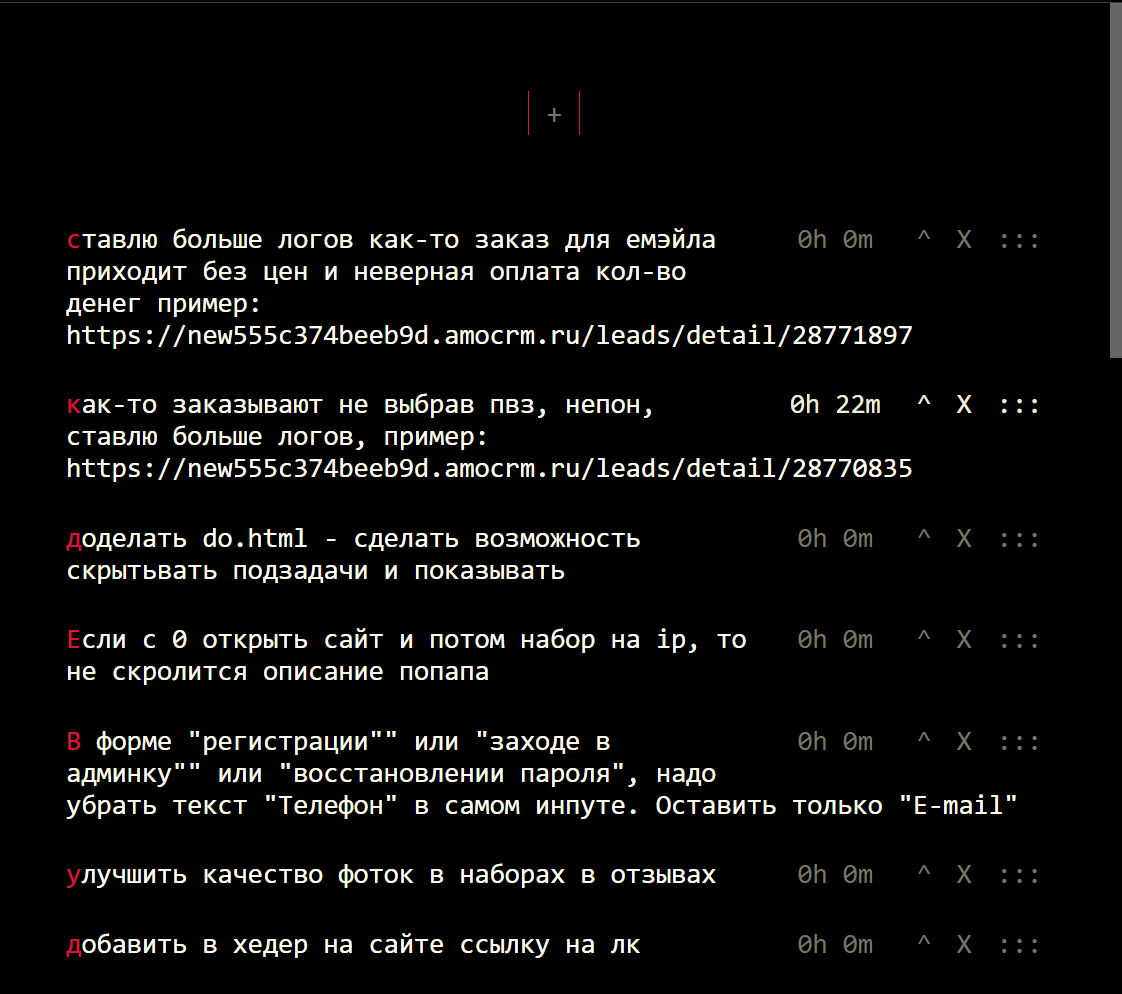 +
ставлю больше логов как-то заказ для емэйла 0h 0m ^ X :::
приходит без цен и неверная оплата кол-во
денег пример:
https://new555c374beeb9d.amocrm.ru/leads/detail/28771897
как-то заказывают не выбрав пвз, непон, 0h 22m ^ X :::
ставлю больше логов, пример:
https://new555c374beeb9d.amocrm.ru/leads/detail/28770835
доделать do.html - сделать возможность 0h 0m ^ X :::
скрытьвать подзадачи и показывать
Если с 0 открыть сайт и потом набор на ip, то 0h 0m ^ X :::
не скролится описание попапа
В форме "регистрации"" или "заходе в 0h 0m ^ X :::
админку"" или "восстановлении пароля", надо
убрать текст "Телефон" в самом инпуте. Оставить только "E-mail"
улучшить качество фоток в наборах в отзывах 0h 0m ^ X :::
добавить в хедер на сайте ссылку на лк 0h 0m ^ X :::